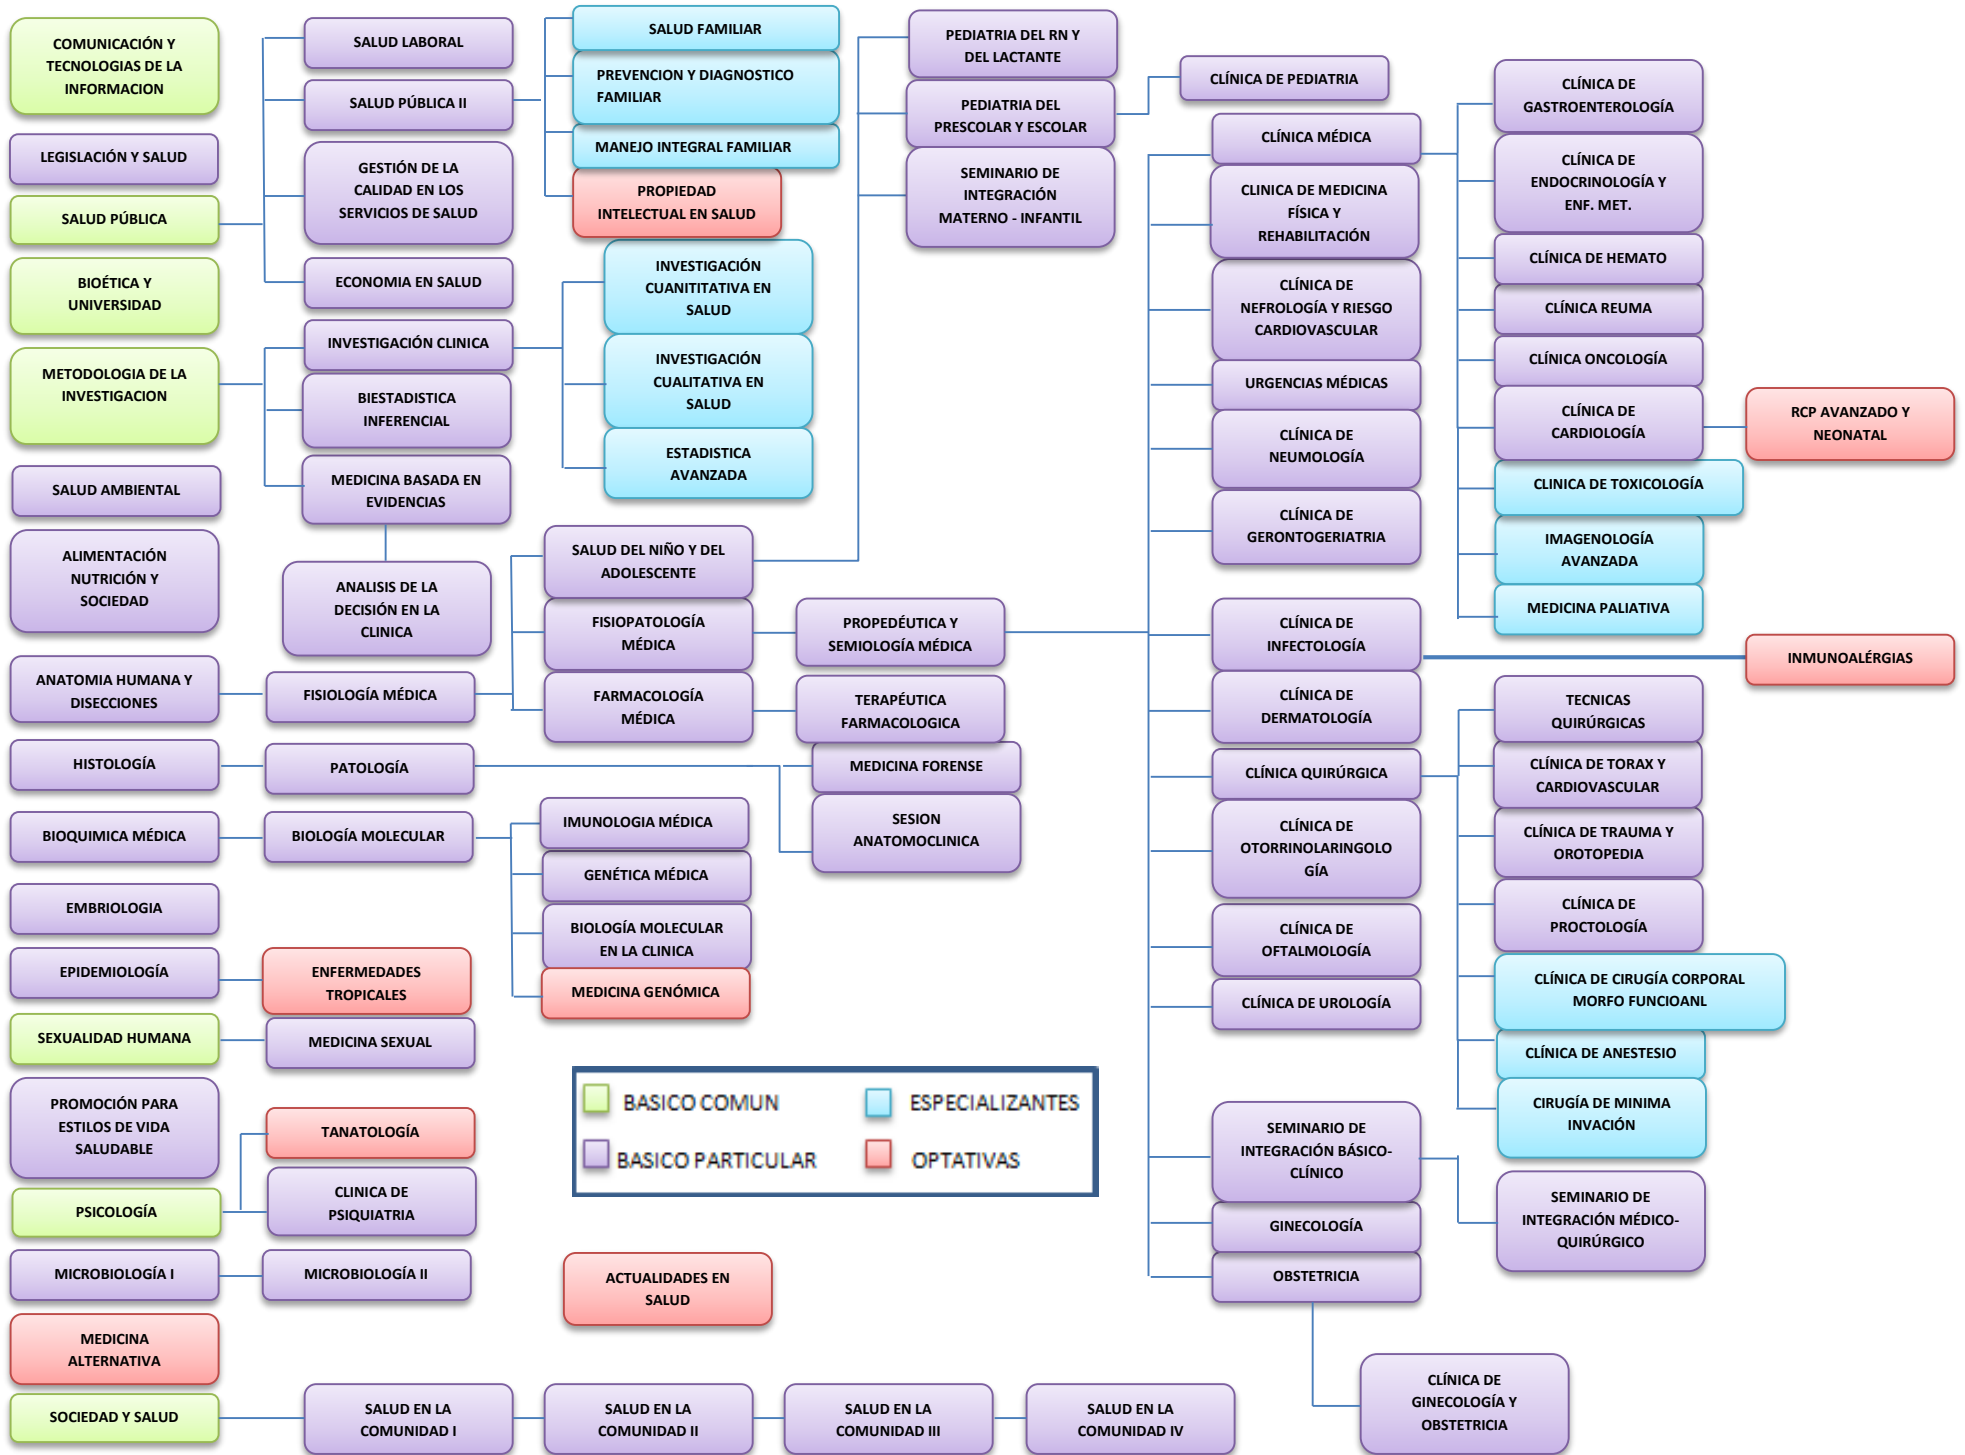 COMUNICACIÓN Y
TECNOLOGIAS DE LA
INFORMACION
LEGISLACIÓN Y SALUD
SALUD PÚBLICA
BIOÉTICA Y
UNIVERSIDAD
METODOLOGIA DE LA
INVESTIGACION
SALUD AMBIENTAL
ALIMENTACIÓN
NUTRICIÓN Y
SOCIEDAD
ANATOMIA HUMANA Y
DISECCIONES
HISTOLOGÍA
BIOQUIMICA MÉDICA
EMBRIOLOGIA
EPIDEMIOLOGÍA
SEXUALIDAD HUMANA
PROMOCIÓN PARA
ESTILOS DE VIDA
SALUDABLE
PSICOLOGÍA
MICROBIOLOGÍA I
MEDICINA
ALTERNATIVA
SOCIEDAD Y SALUD
SALUD LABORAL
SALUD PÚBLICA II
GESTIÓN DE LA
CALIDAD EN LOS
SERVICIOS DE SALUD
ECONOMIA EN SALUD
INVESTIGACIÓN CLINICA
BIESTADISTICA
INFERENCIAL
MEDICINA BASADA EN
EVIDENCIAS
ANALISIS DE LA
DECISIÓN EN LA
CLINICA
FISIOLOGÍA MÉDICA
PATOLOGÍA
BIOLOGÍA MOLECULAR
ENFERMEDADES
TROPICALES
MEDICINA SEXUAL
TANATOLOGÍA
CLINICA DE
PSIQUIATRIA
MICROBIOLOGÍA II
SALUD EN LA
COMUNIDAD I
SALUD FAMILIAR
PREVENCION Y DIAGNOSTICO
FAMILIAR
MANEJO INTEGRAL FAMILIAR
PROPIEDAD
INTELECTUAL EN SALUD
INVESTIGACIÓN
CUANITITATIVA EN
SALUD
INVESTIGACIÓN
CUALITATIVA EN
SALUD
ESTADISTICA
AVANZADA
SALUD DEL NIÑO Y DEL
ADOLESCENTE
FISIOPATOLOGÍA
MÉDICA
FARMACOLOGÍA
MÉDICA
IMUNOLOGIA MÉDICA
GENÉTICA MÉDICA
BIOLOGÍA MOLECULAR
EN LA CLINICA
MEDICINA GENÓMICA
BASICO COMUN
ESPECIALIZANTES
BASICO PARTICULAR
OPTATIVAS
ACTUALIDADES EN
SALUD
SALUD EN LA
COMUNIDAD II
PROPEDÉUTICA Y
SEMIOLOGÍA MÉDICA
TERAPÉUTICA
FARMACOLOGICA
MEDICINA FORENSE
SESION
ANATOMOCLINICA
SALUD EN LA
COMUNIDAD III
PEDIATRIA DEL RN Y
DEL LACTANTE
PEDIATRIA DEL
PRESCOLAR Y ESCOLAR
SEMINARIO DE
INTEGRACIÓN
MATERNO - INFANTIL
SALUD EN LA
COMUNIDAD IV
CLÍNICA DE PEDIATRIA
CLÍNICA MÉDICA
CLINICA DE MEDICINA
FÍSICA Y
REHABILITACIÓN
CLÍNICA DE
NEFROLOGÍA Y RIESGO
CARDIOVASCULAR
URGENCIAS MÉDICAS
CLÍNICA DE
NEUMOLOGÍA
CLÍNICA DE
GERONTOGERIATRIA
CLÍNICA DE
INFECTOLOGÍA
CLÍNICA DE
DERMATOLOGÍA
CLÍNICA QUIRÚRGICA
CLÍNICA DE
OTORRINOLARINGOLO
GÍA
CLÍNICA DE
OFTALMOLOGÍA
CLÍNICA DE UROLOGÍA
SEMINARIO DE
INTEGRACIÓN BÁSICO-
CLÍNICO
GINECOLOGÍA
OBSTETRICIA
CLÍNICA DE
GINECOLOGÍA Y
OBSTETRICIA
CLÍNICA DE
GASTROENTEROLOGÍA
CLÍNICA DE
ENDOCRINOLOGÍA Y
ENF. MET.
CLÍNICA DE HEMATO
CLÍNICA REUMA
CLÍNICA ONCOLOGÍA
CLÍNICA DE
CARDIOLOGÍA
CLINICA DE TOXICOLOGÍA
IMAGENOLOGÍA
AVANZADA
MEDICINA PALIATIVA
TECNICAS
QUIRÚRGICAS
CLÍNICA DE TORAX Y
CARDIOVASCULAR
CLÍNICA DE TRAUMA Y
OROTOPEDIA
CLÍNICA DE
PROCTOLOGÍA
CLÍNICA DE CIRUGÍA CORPORAL
MORFO FUNCIOANL
CLÍNICA DE ANESTESIO
CIRUGÍA DE MINIMA
INVACIÓN
SEMINARIO DE
INTEGRACIÓN MÉDICO-
QUIRÚRGICO
RCP AVANZADO Y
NEONATAL
INMUNOALÉRGIAS